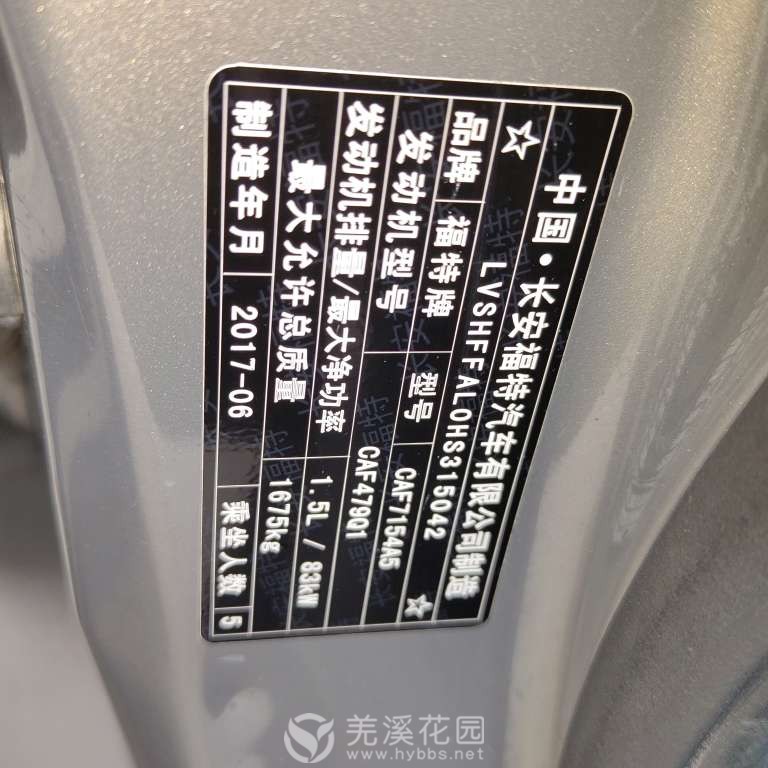 中国·长安福特汽车有限公司制造
☆LVSHFFAL0HS315042☆
品牌 福特牌 型号 CAF7154A5
发动机型号 CAF479Q1
发动机排量/最大净功率 1.5L / 83kW
最大允许总质量 1675kg
制造年月 2017-06 乘坐人数 5
羌溪花园
www.hybbs.net